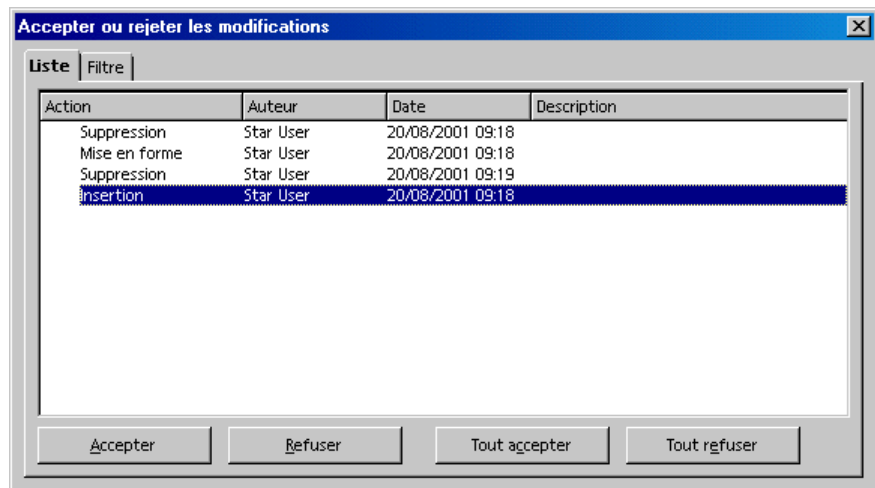 Accepter ou rejeter les modifications
Liste Filtre
Action Auteur Date Description
Suppression Star User 20/08/2001 09:18
Mise en forme Star User 20/08/2001 09:18
Suppression Star User 20/08/2001 09:19
Insertion Star User 20/08/2001 09:18
Accepter Refuser Tout accepter Tout refuser